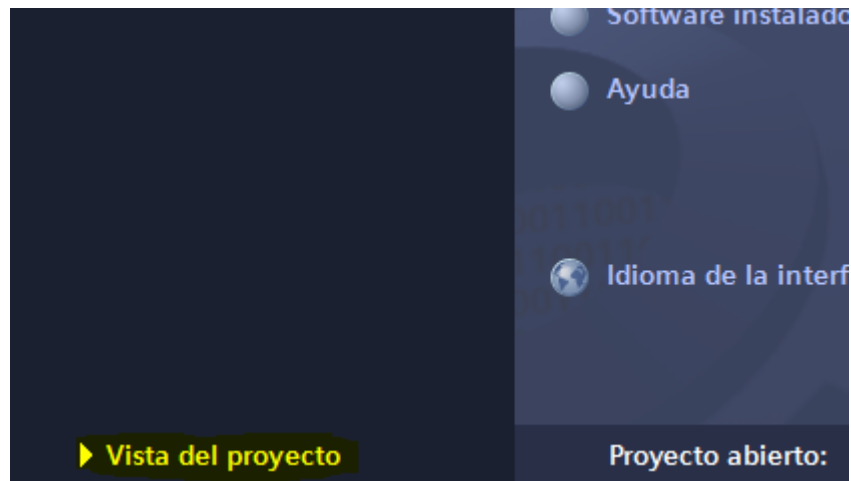 Software instalado
Ayuda
Idioma de la interf
Vista del proyecto
Proyecto abierto: